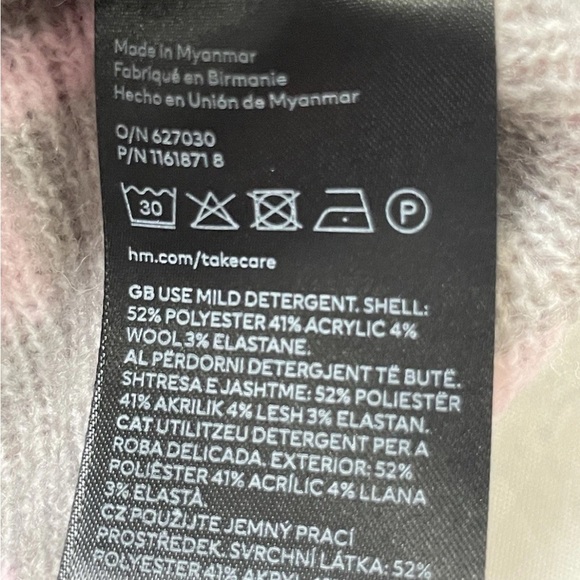 Made in Myanmar
Fabriqué en Birmanie
Hecho en Unión de Myanmar
O/N 627030
P/N 1161871 8
30 P
hm.com/takecare
GB USE MILD DETERGENT. SHELL:
52% POLYESTER 41% ACRYLIC 4%
WOOL 3% ELASTANE.
AL PËRDORNI DETERGJENT TË BUTË.
SHTRESA E JASHTME: 52% POLIESTËR
41% AKRILIK 4% LESH 3% ELASTAN.
CAT UTILITZEU DETERGENT PER A
ROBA DELICADA. EXTERIOR: 52%
POLIÈSTER 41% ACRÍLIC 4% LLANA
3% ELASTÀ
CZ POUŽIJTE JEMNÝ PRACÍ
PROSTŘEDEK. SVRCHNÍ LÁTKA: 52%
POLYESTER 41%